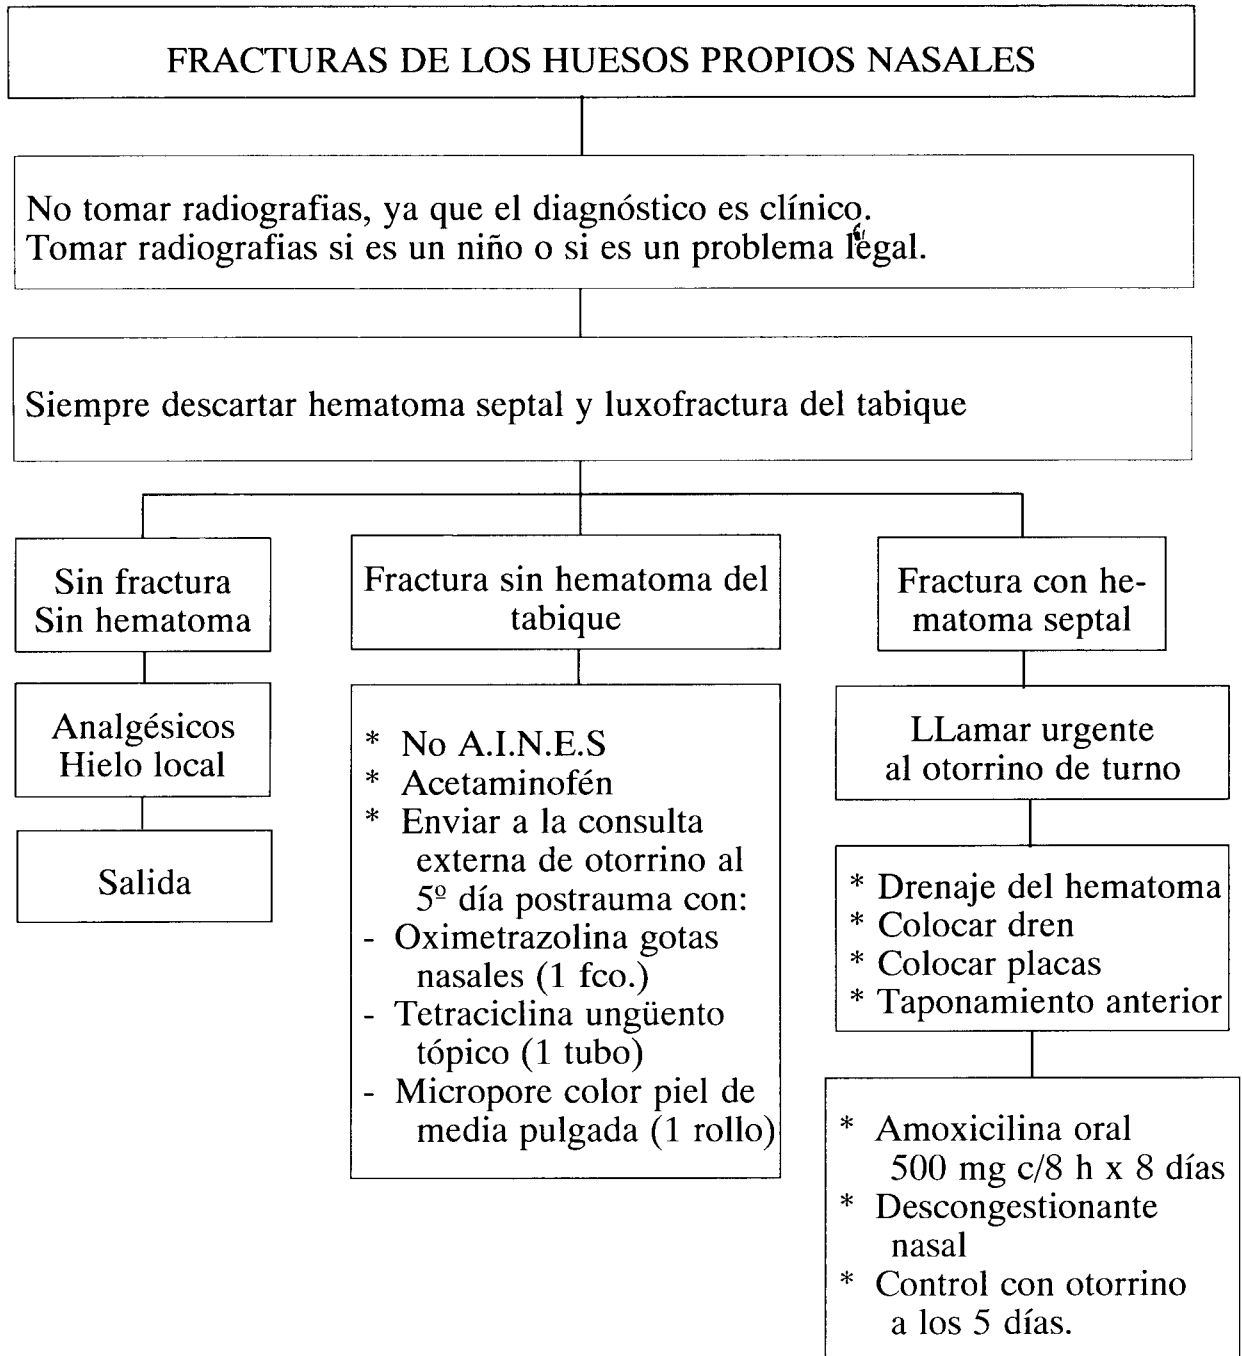 FRACTURAS DE LOS HUESOS PROPIOS NASALES
No tomar radiografias, ya que el diagnóstico es clínico.
Tomar radiografias si es un niño o si es un problema legal.
Siempre descartar hematoma septal y luxofractura del tabique
Sin fractura
Sin hematoma
Analgésicos
Hielo local
Salida
Fractura sin hematoma del
tabique
* No A.I.N.E.S
* Acetaminofén
* Enviar a la consulta
externa de otorrino al
5º día postrauma con:
- Oximetrazolina gotas
nasales (1 fco.)
- Tetraciclina ungüento
tópico (1 tubo)
- Micropore color piel de
media pulgada (1 rollo)
Fractura con he-
matoma septal
LLamar urgente
al otorrino de turno
* Drenaje del hematoma
* Colocar dren
* Colocar placas
* Taponamiento anterior
* Amoxicilina oral
500 mg c/8 h x 8 días
* Descongestionante
nasal
* Control con otorrino
a los 5 días.